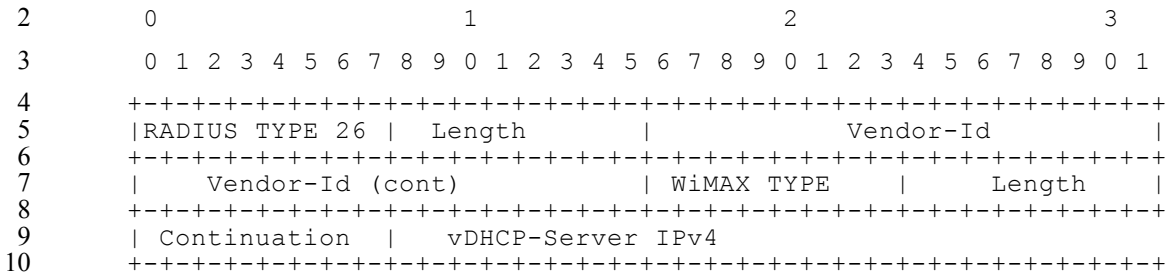 2 0 1 2 3
3 0 1 2 3 4 5 6 7 8 9 0 1 2 3 4 5 6 7 8 9 0 1 2 3 4 5 6 7 8 9 0 1
4 +-+-+-+-+-+-+-+-+-+-+-+-+-+-+-+-+-+-+-+-+-+-+-+-+-+-+-+-+-+-+-+-+
5 |RADIUS TYPE 26 | Length | Vendor-Id |
6 +-+-+-+-+-+-+-+-+-+-+-+-+-+-+-+-+-+-+-+-+-+-+-+-+-+-+-+-+-+-+-+-+
7 | Vendor-Id (cont) | WiMAX TYPE | Length |
8 +-+-+-+-+-+-+-+-+-+-+-+-+-+-+-+-+-+-+-+-+-+-+-+-+-+-+-+-+-+-+-+-+
9 | Continuation | vDHCP-Server IPv4
10 +-+-+-+-+-+-+-+-+-+-+-+-+-+-+-+-+-+-+-+-+-+-+-+-+-+-+-+-+-+-+-+-+